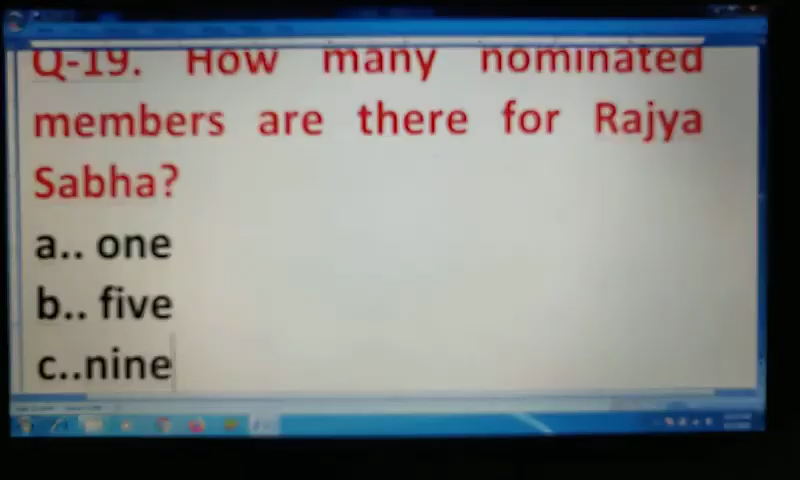 Q-19. How many nominated
members are there for Rajya
Sabha?
a.. one
b.. five
c..nine